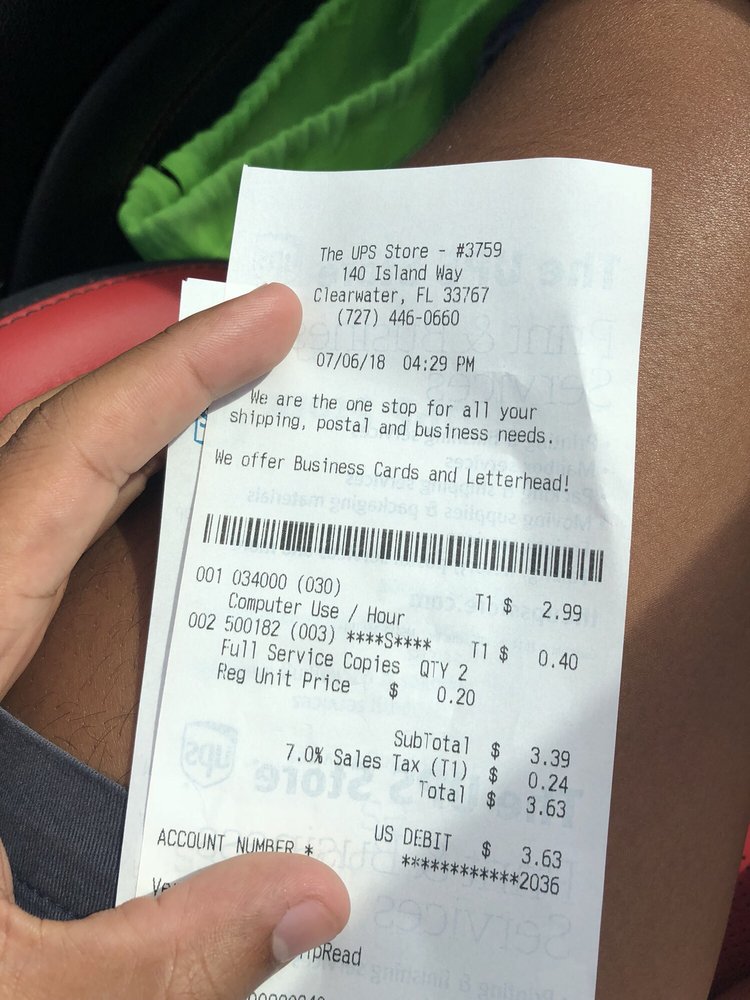 The UPS Store - #3759
140 Island Way
Clearwater, FL 33767
(727) 446-0660
07/06/18 04:29 PM
We are the one stop for all your
shipping, postal and business needs.
We offer Business Cards and Letterhead!
001 034000 (030) T1 $ 2.99
Computer Use / Hour
002 500182 (003) ****S**** T1 $ 0.40
Full Service Copies QTY 2
Reg Unit Price $ 0.20
SubTotal $ 3.39
7.0% Sales Tax (T1) $ 0.24
Total $ 3.63
US DEBIT $ 3.63
ACCOUNT NUMBER * ************2036